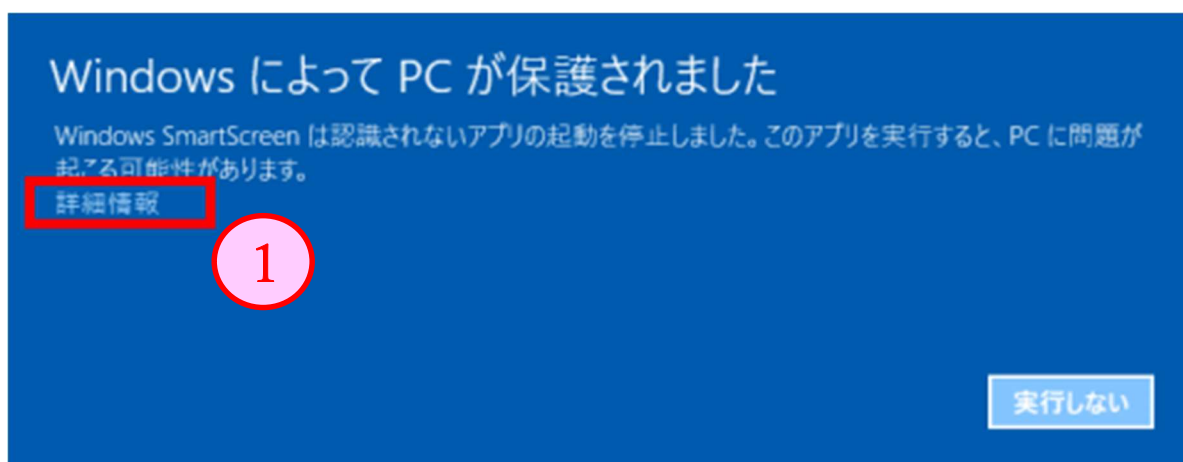 Windows によって PC が保護されました
Windows SmartScreen は認識されないアプリの起動を停止しました。このアプリを実行すると、PC に問題が
起こる可能性があります。
詳細情報
1
実行しない